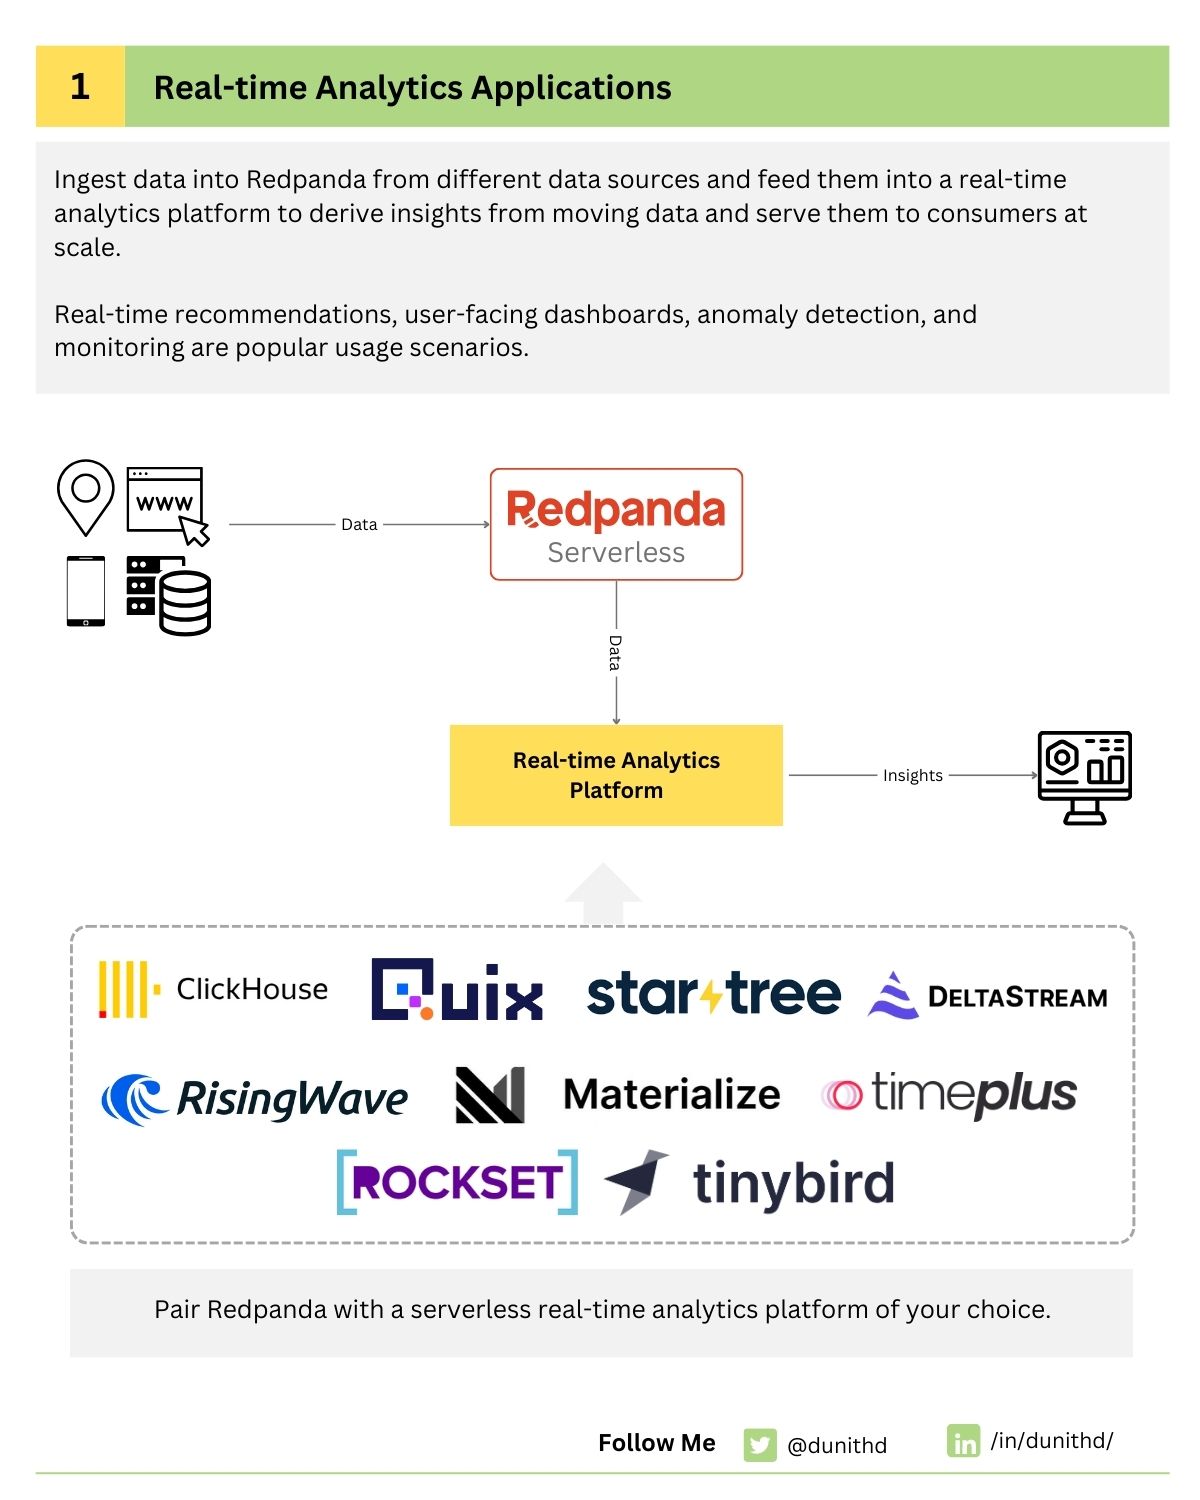 1
Real-time Analytics Applications
Ingest data into Redpanda from different data sources and feed them into a real-time
analytics platform to derive insights from moving data and serve them to consumers at
scale.
Real-time recommendations, user-facing dashboards, anomaly detection, and
monitoring are popular usage scenarios.
WWW
Data
Redpanda
Serverless
Data
Real-time Analytics
Platform
Insights
ClickHouse
Quix
startree
DELTASTREAM
RisingWave
Materialize
timeplus
[ROCKSET]
tinybird
Pair Redpanda with a serverless real-time analytics platform of your choice.
Follow Me
@dunithd
in
/in/dunithd/